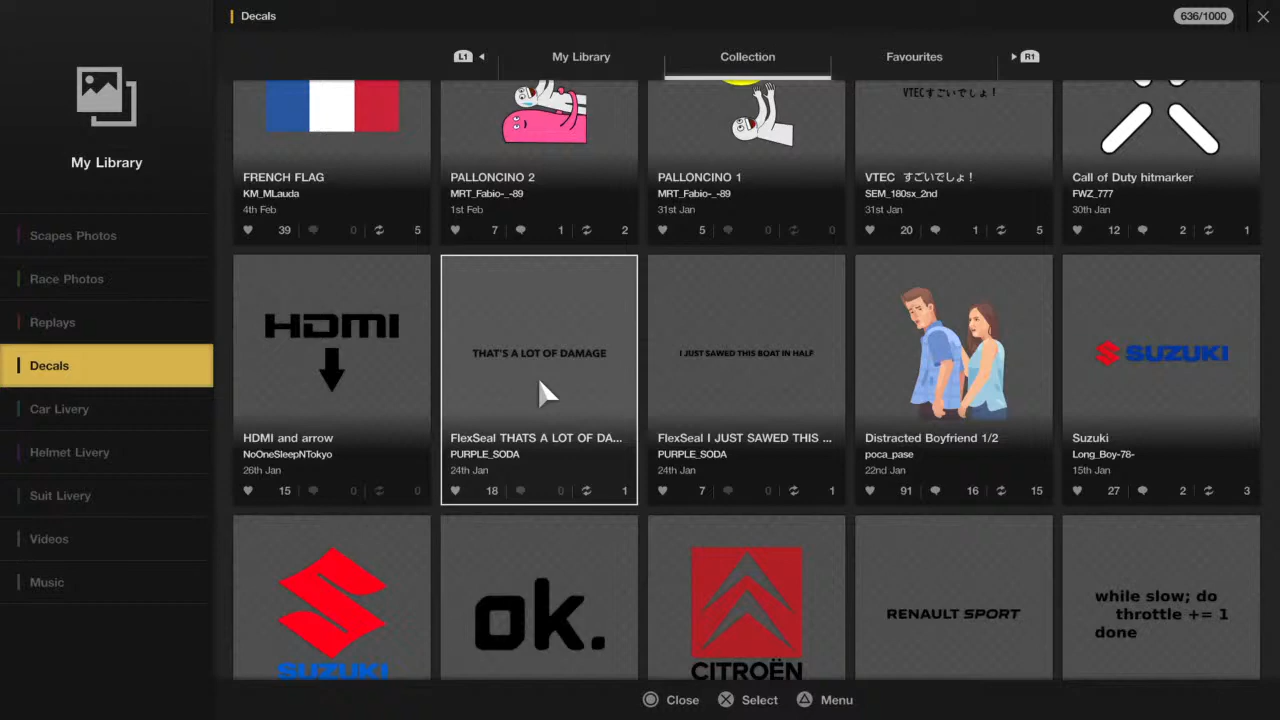 Decals
636/1000
L1
My Library
Collection
Favourites
R1
My Library
Scapes Photos
Race Photos
Replays
Decals
Car Livery
Helmet Livery
Suit Livery
Videos
Music
FRENCH FLAG
KM_MLauda
4th Feb
39 0 5
PALLONCINO 2
MRT_Fabio-_-89
1st Feb
7 1 2
PALLONCINO 1
MRT_Fabio-_-89
31st Jan
5 0 0
VTECすごいでしょ!
VTEC すごいでしょ!
SEM_180sx_2nd
31st Jan
20 1 5
Call of Duty hitmarker
FWZ_777
30th Jan
12 2 1
HDMI
HDMI and arrow
NoOneSleepNTokyo
26th Jan
15 0 0
THAT'S A LOT OF DAMAGE
FlexSeal THATS A LOT OF DA...
PURPLE_SODA
24th Jan
18 0 1
I JUST SAWED THIS BOAT IN HALF
FlexSeal I JUST SAWED THIS ...
PURPLE_SODA
24th Jan
7 0 1
Distracted Boyfriend 1/2
poca_pase
22nd Jan
91 16 15
SUZUKI
Suzuki
Long_Boy-78-
15th Jan
27 2 3
SUZUKI
ok.
CITROËN
RENAULT SPORT
while slow; do
throttle += 1
done
Close
Select
Menu